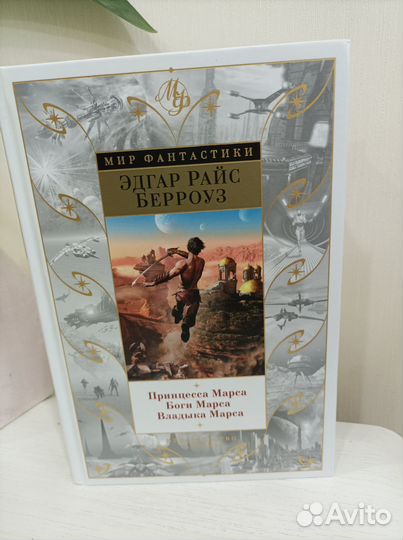 МФ
МИР ФАНТАСТИКИ
ЭДГАР РАЙС
БЕРРОУЗ
Принцесса Марса
Боги Марса
Владыка Марса
Avito